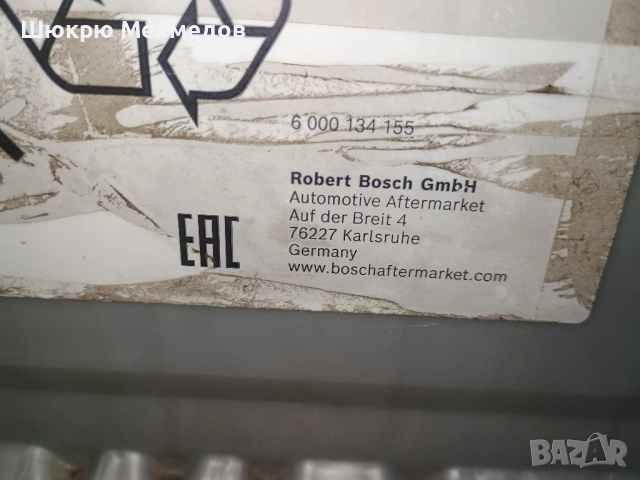 Шюкрю Мехмедов
6 000 134 155
Robert Bosch GmbH
Automotive Aftermarket
Auf der Breit 4
76227 Karlsruhe
Germany
www.boschaftermarket.com
EAC
BAZAR